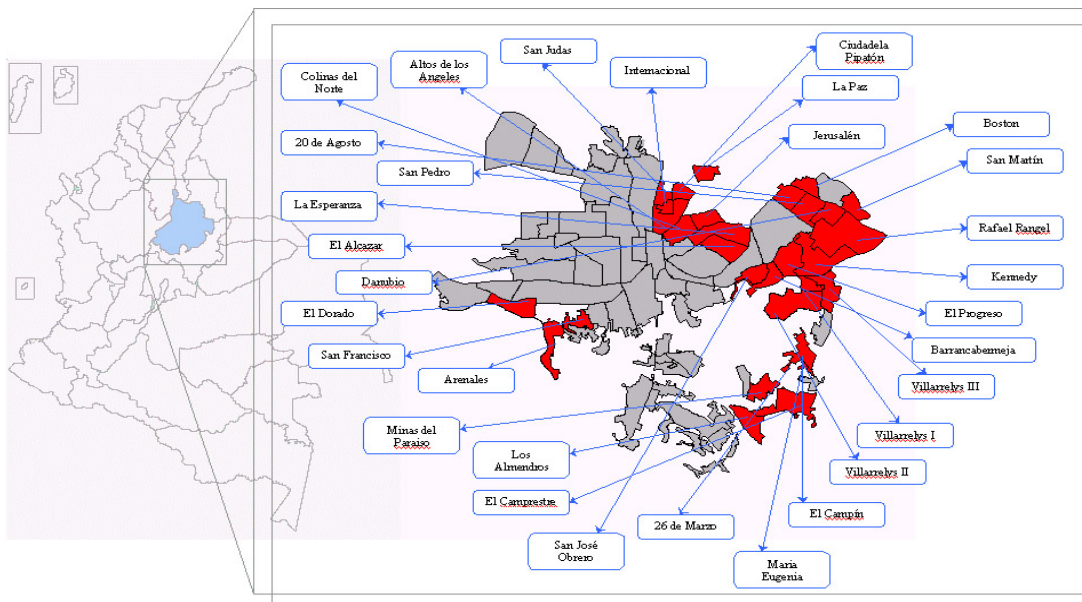 San Judas
Altos de los
Angeles
Colinas del
Norte
Internacional
Ciudadela
Pipatón
La Paz
20 de Agosto
Jerusalén
Boston
San Pedro
San Martín
La Esperanza
El Alcazar
Rafael Rangel
Danubio
Kennedy
El Dorado
El Progreso
San Francisco
Barrancabermeja
Arenales
Villarrelys III
Minas del
Paraiso
Villarrelys I
Los
Almendros
Villarrelys II
El Camprestre
26 de Marzo
El Campín
San José
Obrero
Maria
Eugenia